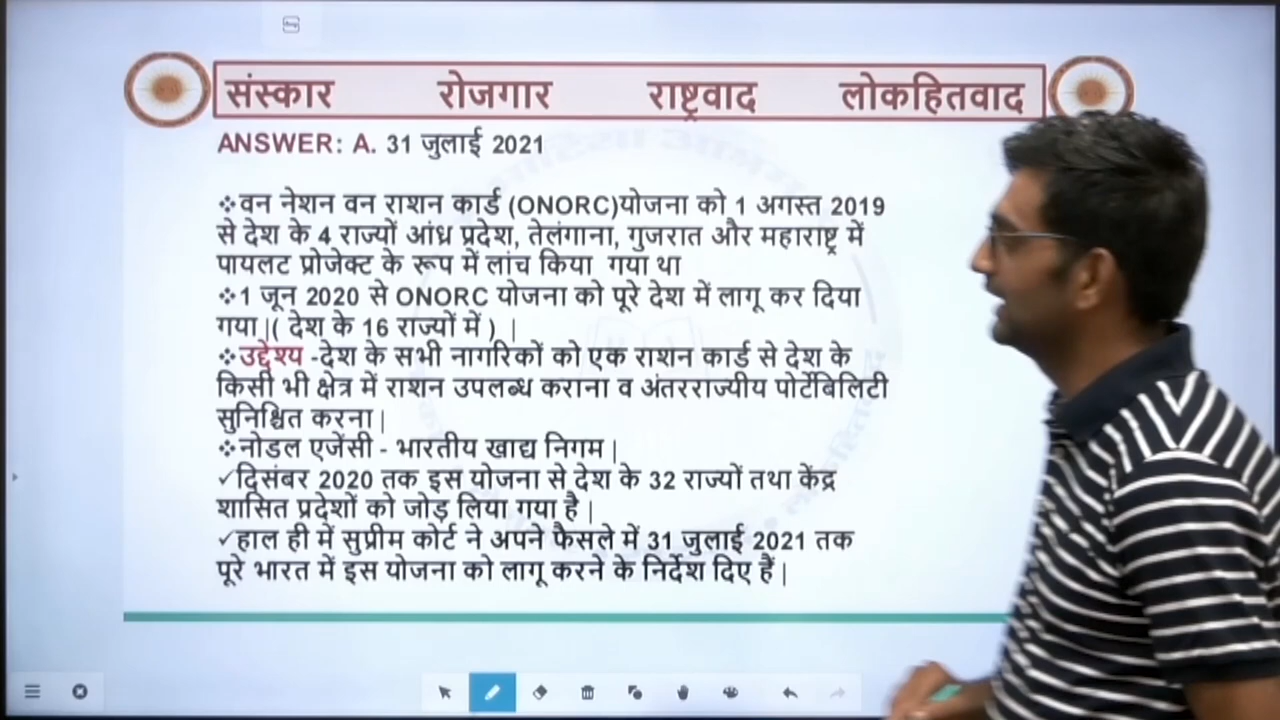 संस्कार रोजगार राष्ट्रवाद लोकहितवाद
ANSWER: A. 31 जुलाई 2021
❖वन नेशन वन राशन कार्ड (ONORC)योजना को 1 अगस्त 2019
से देश के 4 राज्यों आंध्र प्रदेश, तेलंगाना, गुजरात और महाराष्ट्र में
पायलट प्रोजेक्ट के रूप में लांच किया गया था
❖1 जून 2020 से ONORC योजना को पूरे देश में लागू कर दिया
गया|( देश के 16 राज्यों में ) |
❖उद्देश्य -देश के सभी नागरिकों को एक राशन कार्ड से देश के
किसी भी क्षेत्र में राशन उपलब्ध कराना व अंतरराज्यीय पोर्टेबिलिटी
सुनिश्चित करना|
❖नोडल एजेंसी - भारतीय खाद्य निगम|
✓दिसंबर 2020 तक इस योजना से देश के 32 राज्यों तथा केंद्र
शासित प्रदेशों को जोड़ लिया गया है|
✓हाल ही में सुप्रीम कोर्ट ने अपने फैसले में 31 जुलाई 2021 तक
पूरे भारत में इस योजना को लागू करने के निर्देश दिए हैं|